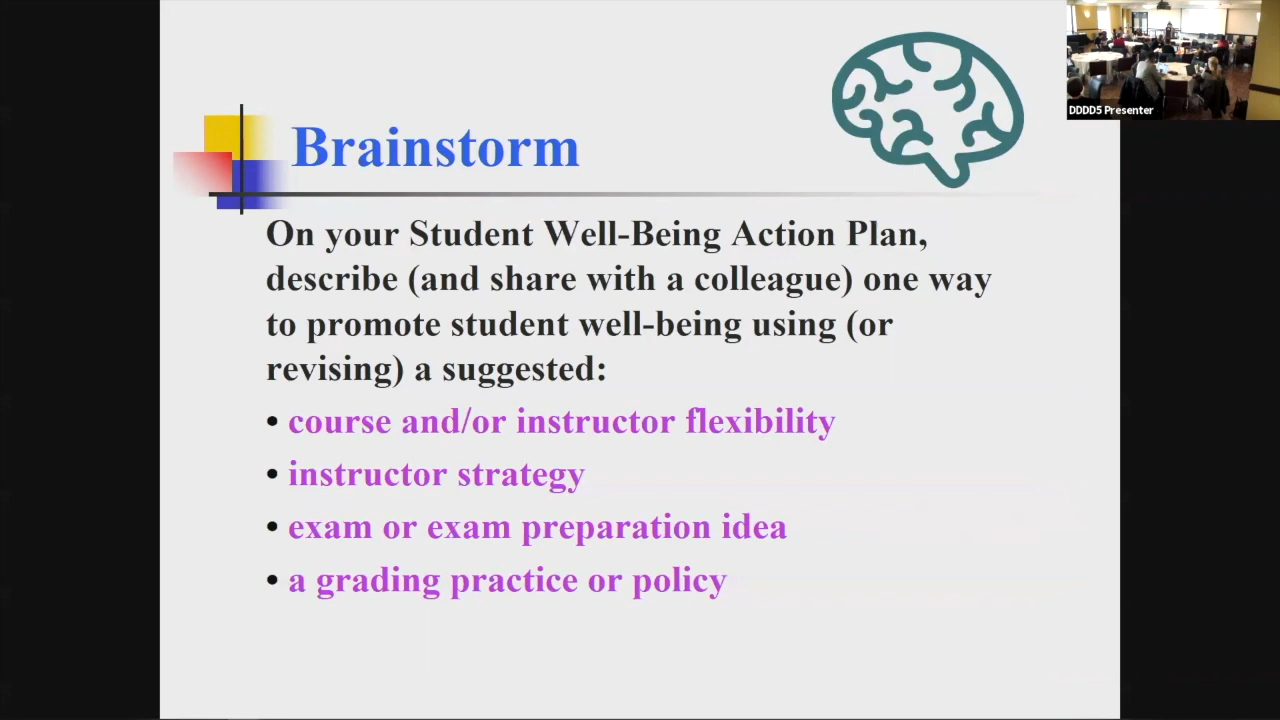 Brainstorm
On your Student Well-Being Action Plan,
describe (and share with a colleague) one way
to promote student well-being using (or
revising) a suggested:
• course and/or instructor flexibility
• instructor strategy
• exam or exam preparation idea
• a grading practice or policy
DDDD5 Presenter